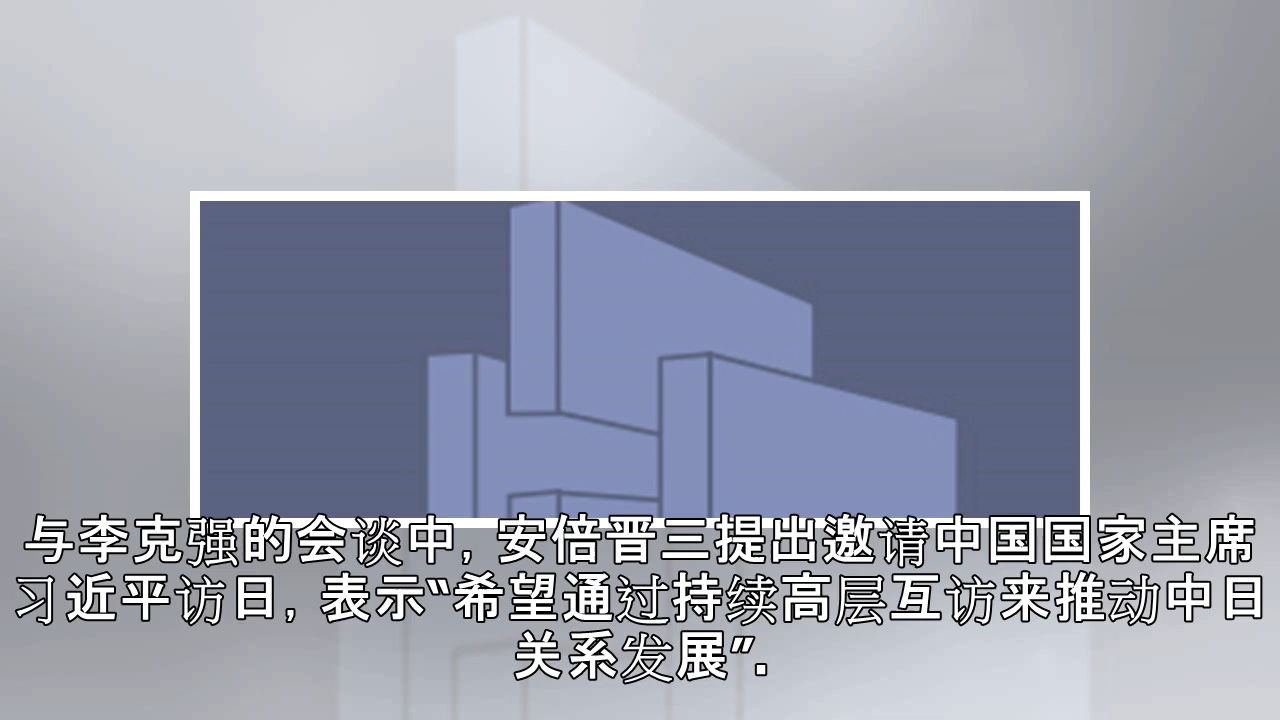 与李克强的会谈中, 安倍晋三提出邀请中国国家主席
习近平访日, 表示“希望通过持续高层互访来推动中日
关系发展”.